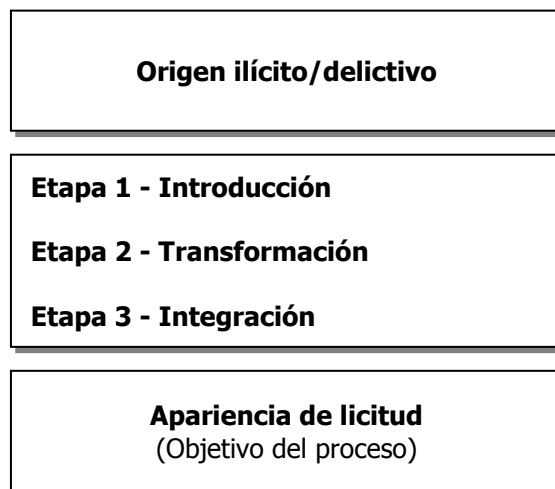 Origen ilícito/delictivo
Etapa 1 - Introducción
Etapa 2 - Transformación
Etapa 3 - Integración
Apariencia de licitud
(Objetivo del proceso)